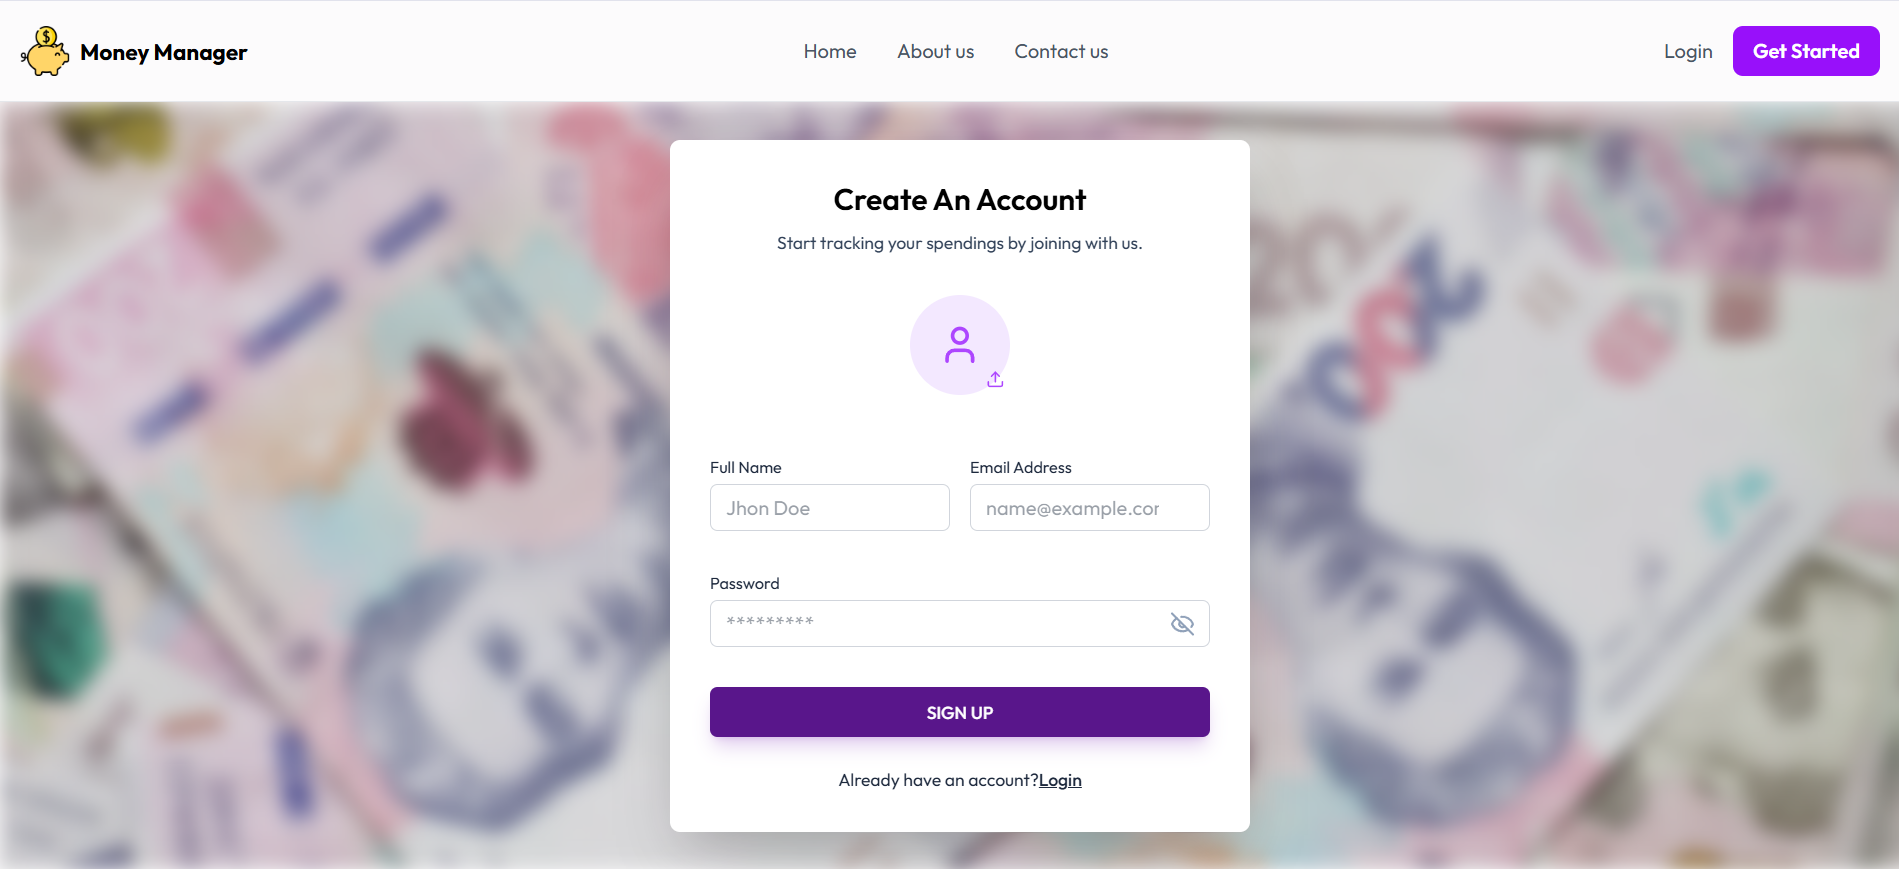 Money Manager
Home About us Contact us
Login Get Started
Create An Account
Start tracking your spendings by joining with us.
Full Name Email Address
Jhon Doe name@example.cor
Password
*********
SIGN UP
Already have an account?Login